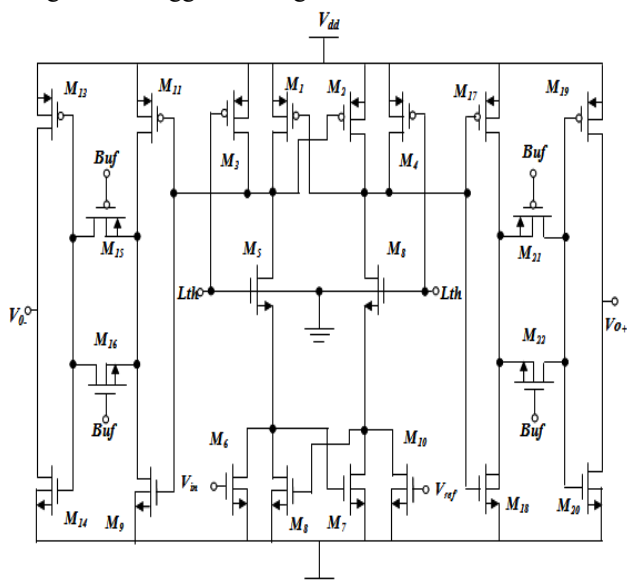 V_dd
M_13 M_11 M_1 M_2 M_17 M_19
Buf Buf
M_3 M_4
M_15 M_5 M_8 M_21
Lth Lth
V_0- V_O+
M_16 M_22
Buf Buf
M_6 M_10
V_in V_ref
M_14 M_9 M_8 M_7 M_18 M_20